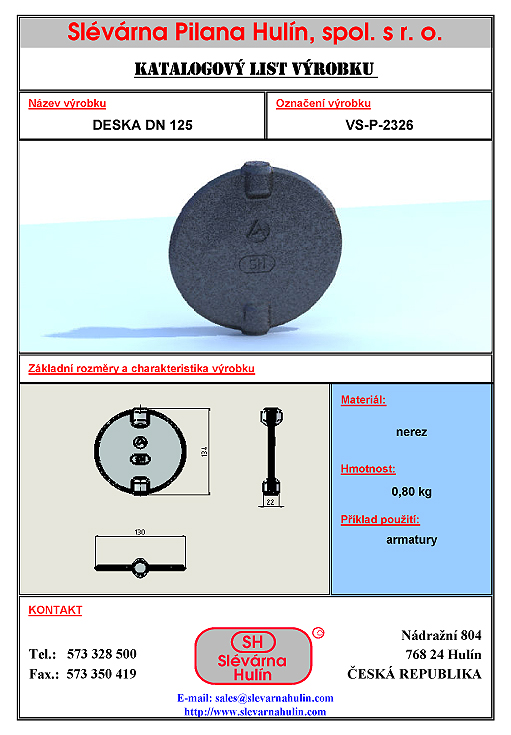 Slévárna Pilana Hulín, spol. s r. o.
KATALOGOVÝ LIST VÝROBKU
Název výrobku
Označení výrobku
DESKA DN 125
VS-P-2326
SH
Základní rozměry a charakteristika výrobku
SH
134
22
130
Materiál:
nerez
Hmotnost:
0,80 kg
Příklad použití:
armatury
KONTAKT
Tel.: 573 328 500
Fax.: 573 350 419
SH
Slévárna
Hulín
Nádražní 804
768 24 Hulín
ČESKÁ REPUBLIKA
E-mail: sales@slevarnahulin.com
http://www.slevarnahulin.com